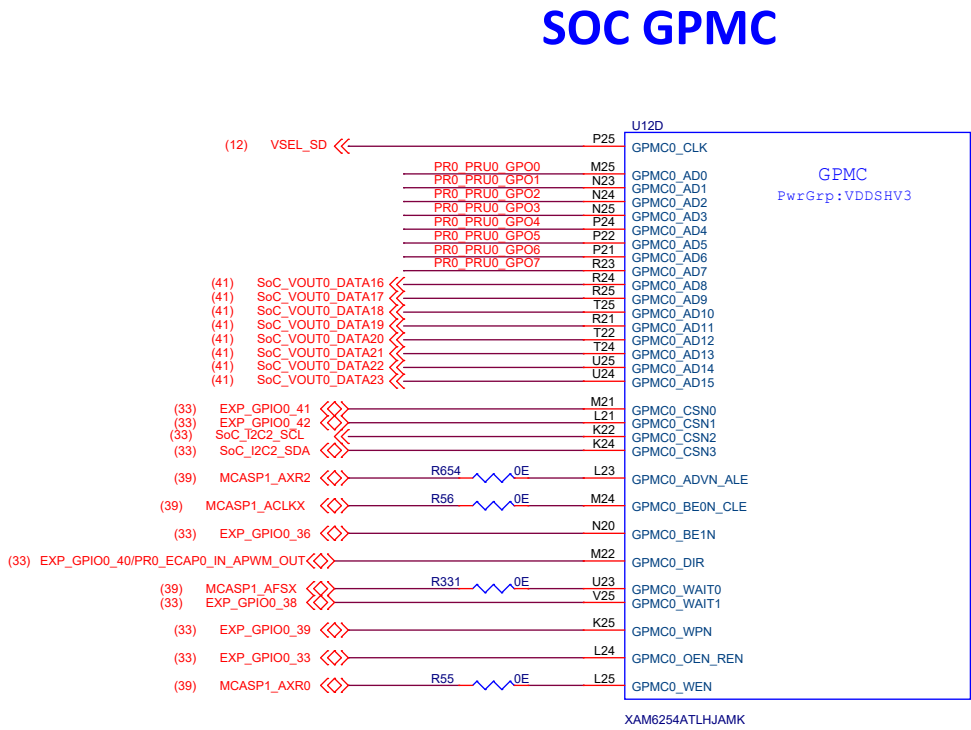 SOC GPMC
U12D
(12) VSEL_SD P25 GPMC0_CLK
GPMC
PwrGrp:VDDSHV3
PR0_PRU0_GPO0 M25 GPMC0_AD0
PR0_PRU0_GPO1 N23 GPMC0_AD1
PR0_PRU0_GPO2 N24 GPMC0_AD2
PR0_PRU0_GPO3 N25 GPMC0_AD3
PR0_PRU0_GPO4 P24 GPMC0_AD4
PR0_PRU0_GPO5 P22 GPMC0_AD5
PR0_PRU0_GPO6 P21 GPMC0_AD6
PR0_PRU0_GPO7 R23 GPMC0_AD7
(41) SoC_VOUT0_DATA16 R24 GPMC0_AD8
(41) SoC_VOUT0_DATA17 R25 GPMC0_AD9
(41) SoC_VOUT0_DATA18 T25 GPMC0_AD10
(41) SoC_VOUT0_DATA19 R21 GPMC0_AD11
(41) SoC_VOUT0_DATA20 T22 GPMC0_AD12
(41) SoC_VOUT0_DATA21 T24 GPMC0_AD13
(41) SoC_VOUT0_DATA22 U25 GPMC0_AD14
(41) SoC_VOUT0_DATA23 U24 GPMC0_AD15
(33) EXP_GPIO0_41 M21 GPMC0_CSN0
(33) EXP_GPIO0_42 L21 GPMC0_CSN1
(33) SoC_I2C2_SCL K22 GPMC0_CSN2
(33) SoC_I2C2_SDA K24 GPMC0_CSN3
(39) MCASP1_AXR2 R654 0E L23 GPMC0_ADVN_ALE
(39) MCASP1_ACLKX R56 0E M24 GPMC0_BE0N_CLE
(33) EXP_GPIO0_36 N20 GPMC0_BE1N
(33) EXP_GPIO0_40/PR0_ECAP0_IN_APWM_OUT M22 GPMC0_DIR
(39) MCASP1_AFSX R331 0E U23 GPMC0_WAIT0
(33) EXP_GPIO0_38 V25 GPMC0_WAIT1
(33) EXP_GPIO0_39 K25 GPMC0_WPN
(33) EXP_GPIO0_33 L24 GPMC0_OEN_REN
(39) MCASP1_AXR0 R55 0E L25 GPMC0_WEN
XAM6254ATLHJAMK